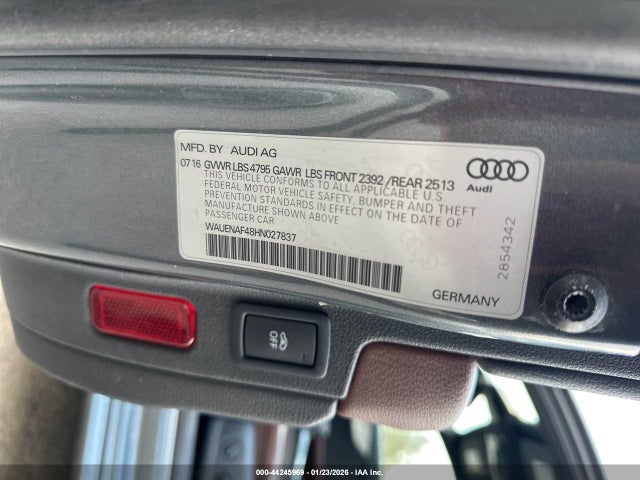 MFD. BY AUDI AG
07 16 GVWR LBS 4795 GAWR LBS FRONT 2392 /REAR 2513
THIS VEHICLE CONFORMS TO ALL APPLICABLE U.S.
FEDERAL MOTOR VEHICLE SAFETY, BUMPER AND THEFT
PREVENTION STANDARDS IN EFFECT ON THE DATE OF
MANUFACTURE SHOWN ABOVE
PASSENGER CAR
WAUENAF48HN027837
Audi
2854342
GERMANY
OFF
000-44245969 - 01/23/2026 - IAA Inc.